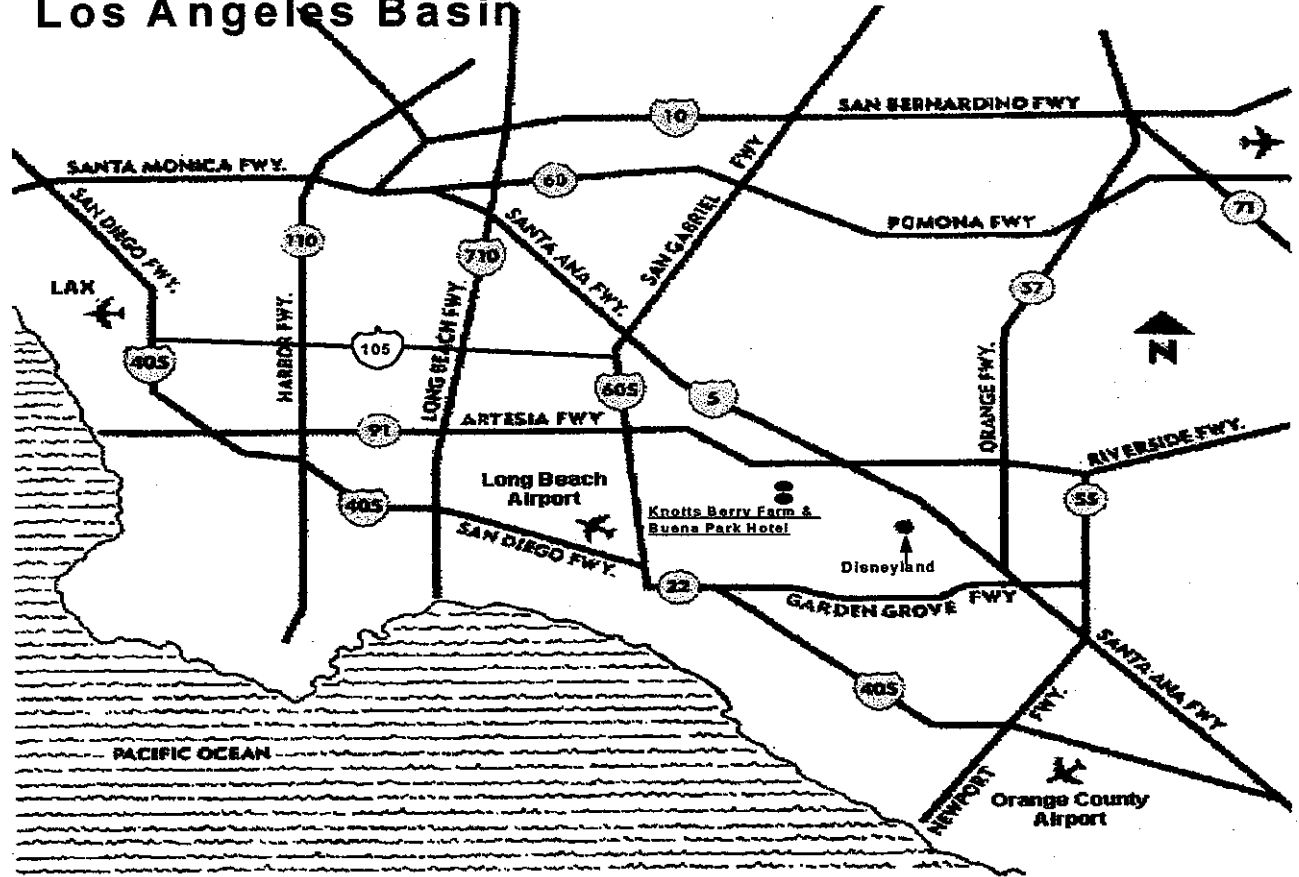 Los Angeles Basin
SAN BERNARDINO FWY
10
SANTA MONICA FWY.
60
FWY
SAN GABRIEL
71
SAN DIEGO FWY.
SANTA ANA FWY.
POMONA FWY
110
710
57
LAX
HARBOR FWY.
LONG BEACH FWY.
105
N
405
605
5
ORANGE FWY.
91
ARTESIA FWY
RIVERSIDE FWY.
Long Beach
Airport
405
55
Knotts Berry Farm &
Buena Park Hotel
SAN DIEGO FWY.
Disneyland
22
GARDEN GROVE FWY
SANTA ANA FWY
405
NEWPORT FWY.
PACIFIC OCEAN
Orange County
Airport